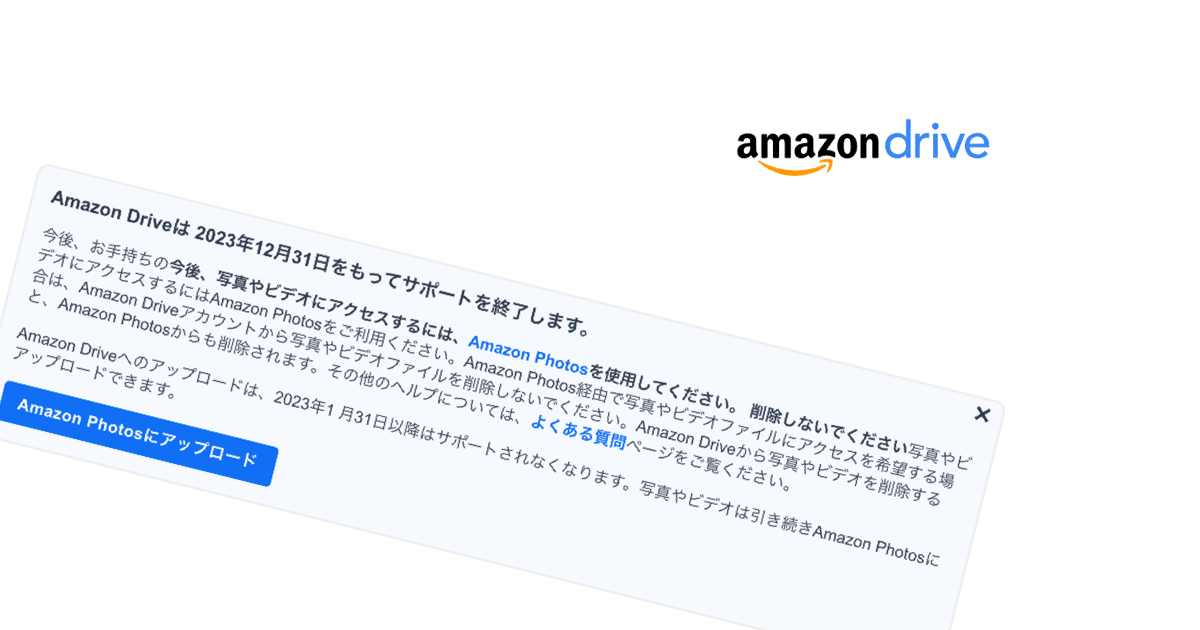 amazon drive
Amazon Driveは 2023年12月31日をもってサポートを終了します。
今後、お手持ちの今後、写真やビデオにアクセスするには、Amazon Photosを使用してください。 削除しないでください写真やビ
デオにアクセスするにはAmazon Photosをご利用ください。Amazon Photos経由で写真やビデオファイルにアクセスを希望する場
合は、Amazon Driveアカウントから写真やビデオファイルを削除しないでください。Amazon Driveから写真やビデオを削除する
と、Amazon Photosからも削除されます。その他のヘルプについては、よくある質問ページをご覧ください。
Amazon Driveへのアップロードは、2023年1 月31日以降はサポートされなくなります。写真やビデオは引き続きAmazon Photosに
アップロードできます。
Amazon Photosにアップロード